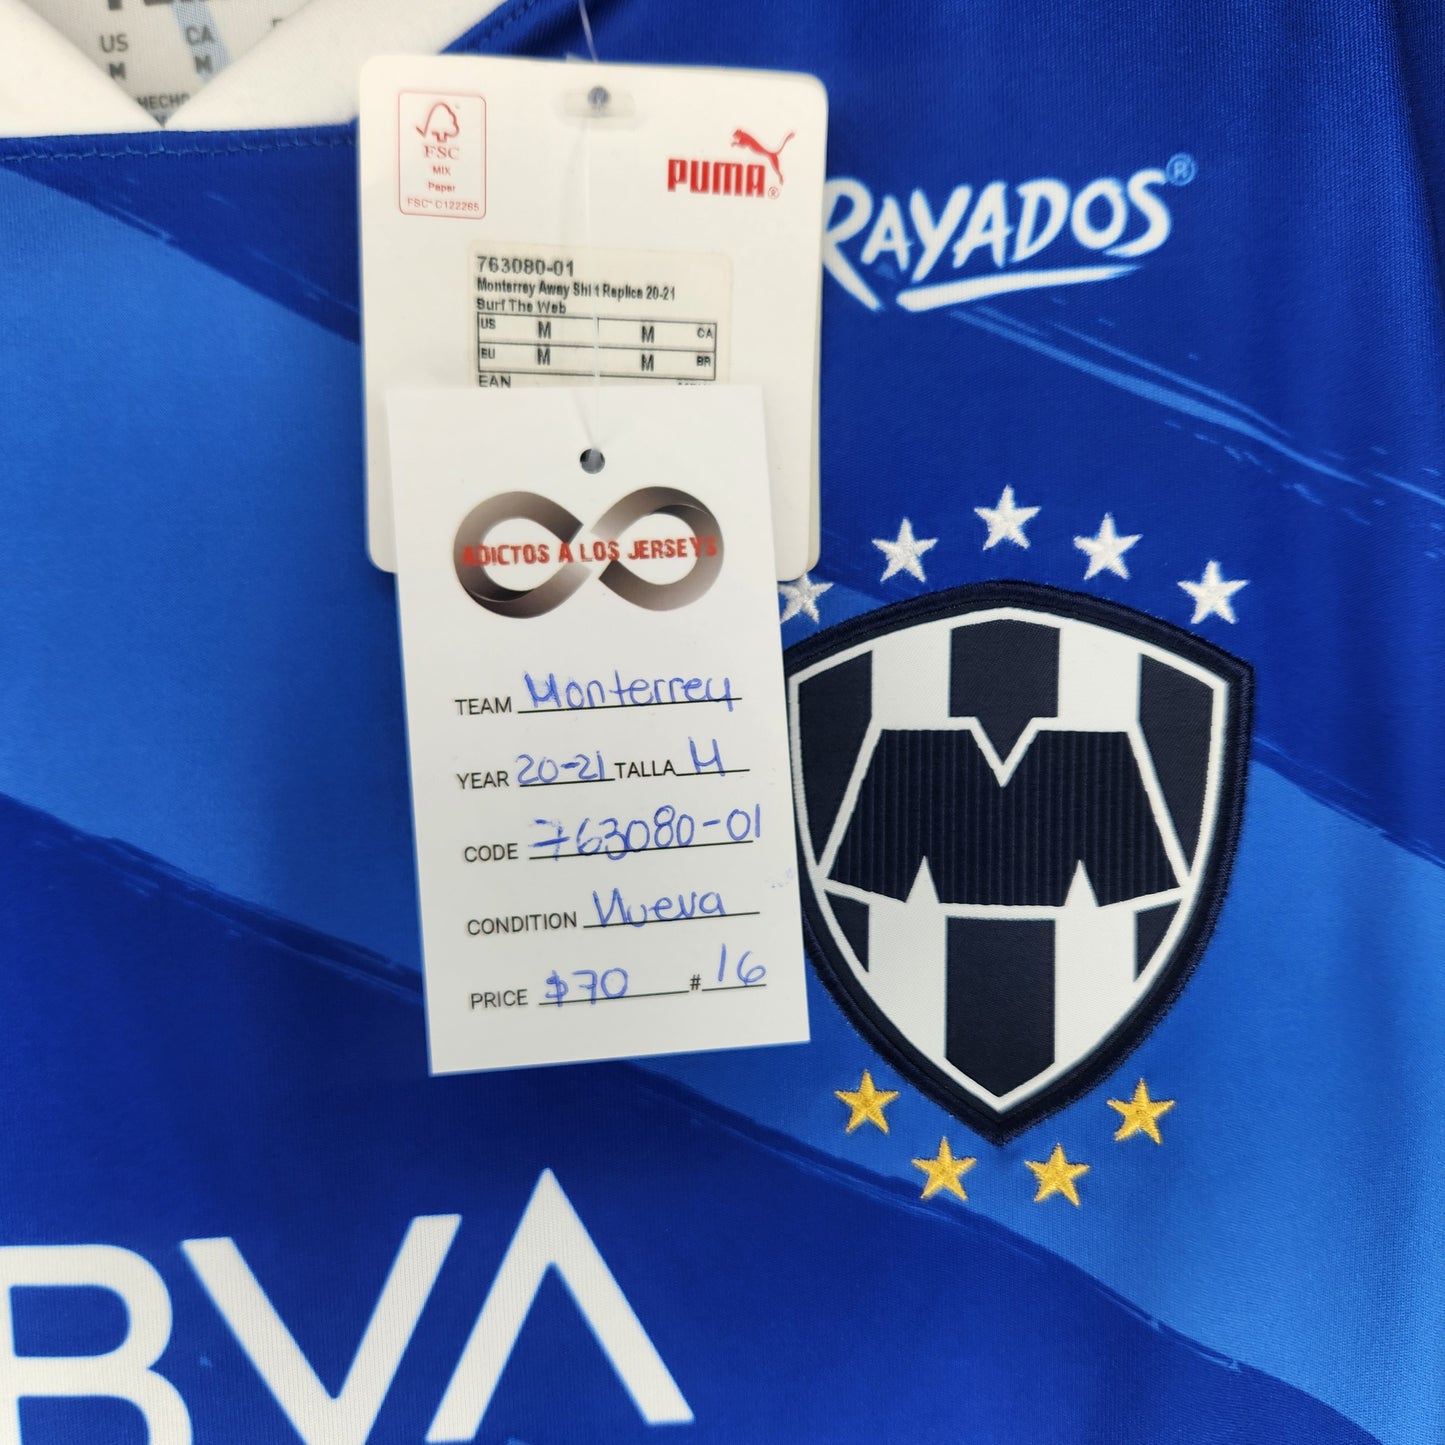 US
M
CA
M
HECHO
FSC
MIX
Paper
FSC™ C122265
PUMA®
RAYADOS®
763080-01
Monterrey Away Shirt Replica 20-21
Surf The Web
US M M CA
EU M M BR
EAN
ADICTOS A LOS JERSEYS
TEAM Monterrey
YEAR 20-21 TALLA M
CODE 763080-01
CONDITION Nueva
PRICE $70 # 16
M
BVA